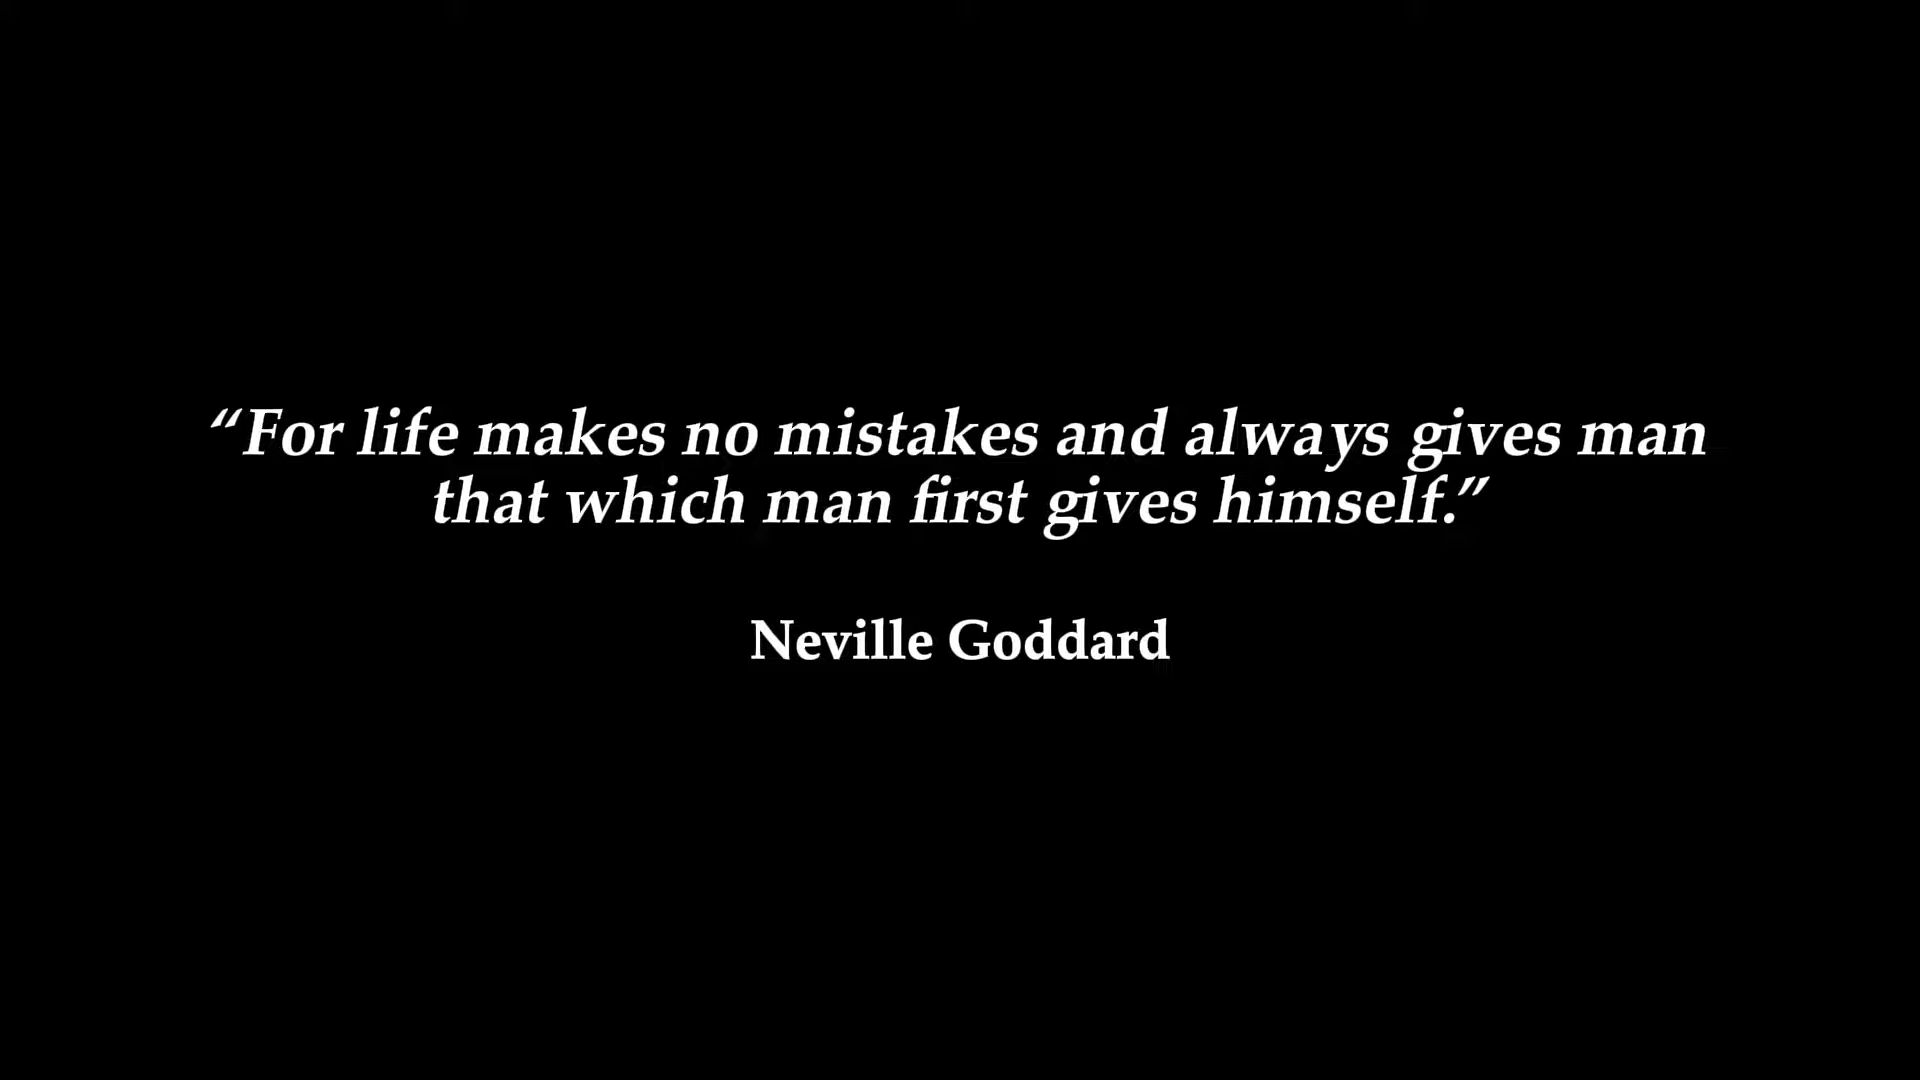 “For life makes no mistakes and always gives man
that which man first gives himself.”
Neville Goddard